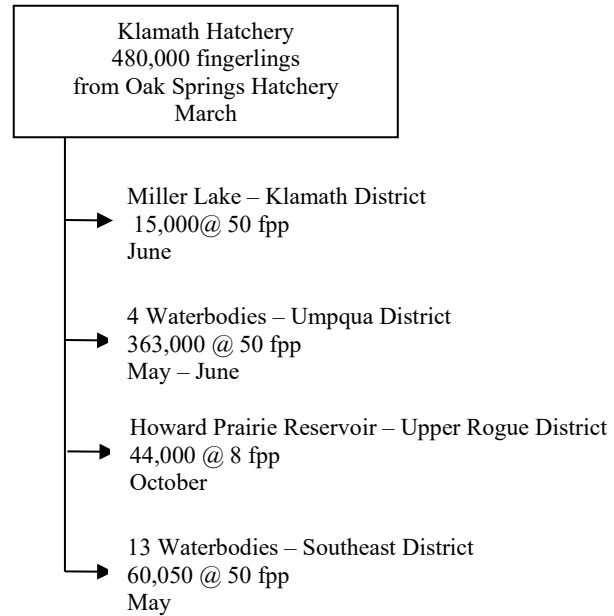 Klamath Hatchery
480,000 fingerlings
from Oak Springs Hatchery
March
Miller Lake – Klamath District
15,000@ 50 fpp
June
4 Waterbodies – Umpqua District
363,000 @ 50 fpp
May – June
Howard Prairie Reservoir – Upper Rogue District
44,000 @ 8 fpp
October
13 Waterbodies – Southeast District
60,050 @ 50 fpp
May